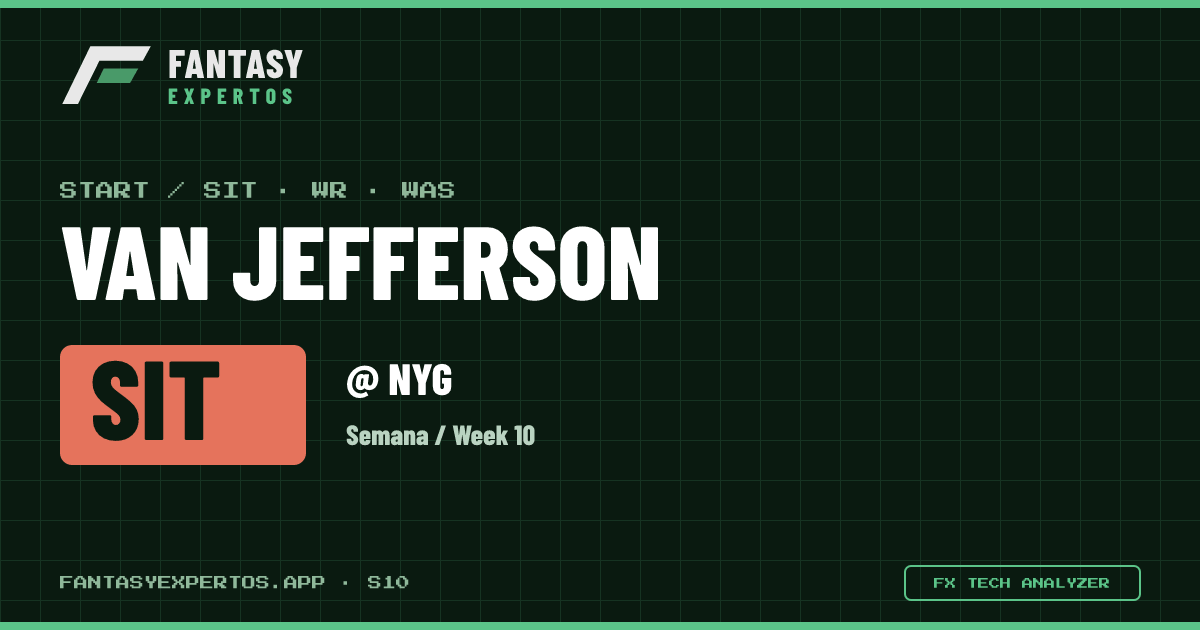 FANTASY
EXPERTOS
START / SIT · WR · WAS
VAN JEFFERSON
SIT
@ NYG
Semana / Week 10
FANTASYEXPERTOS.APP · S10
FX TECH ANALYZER